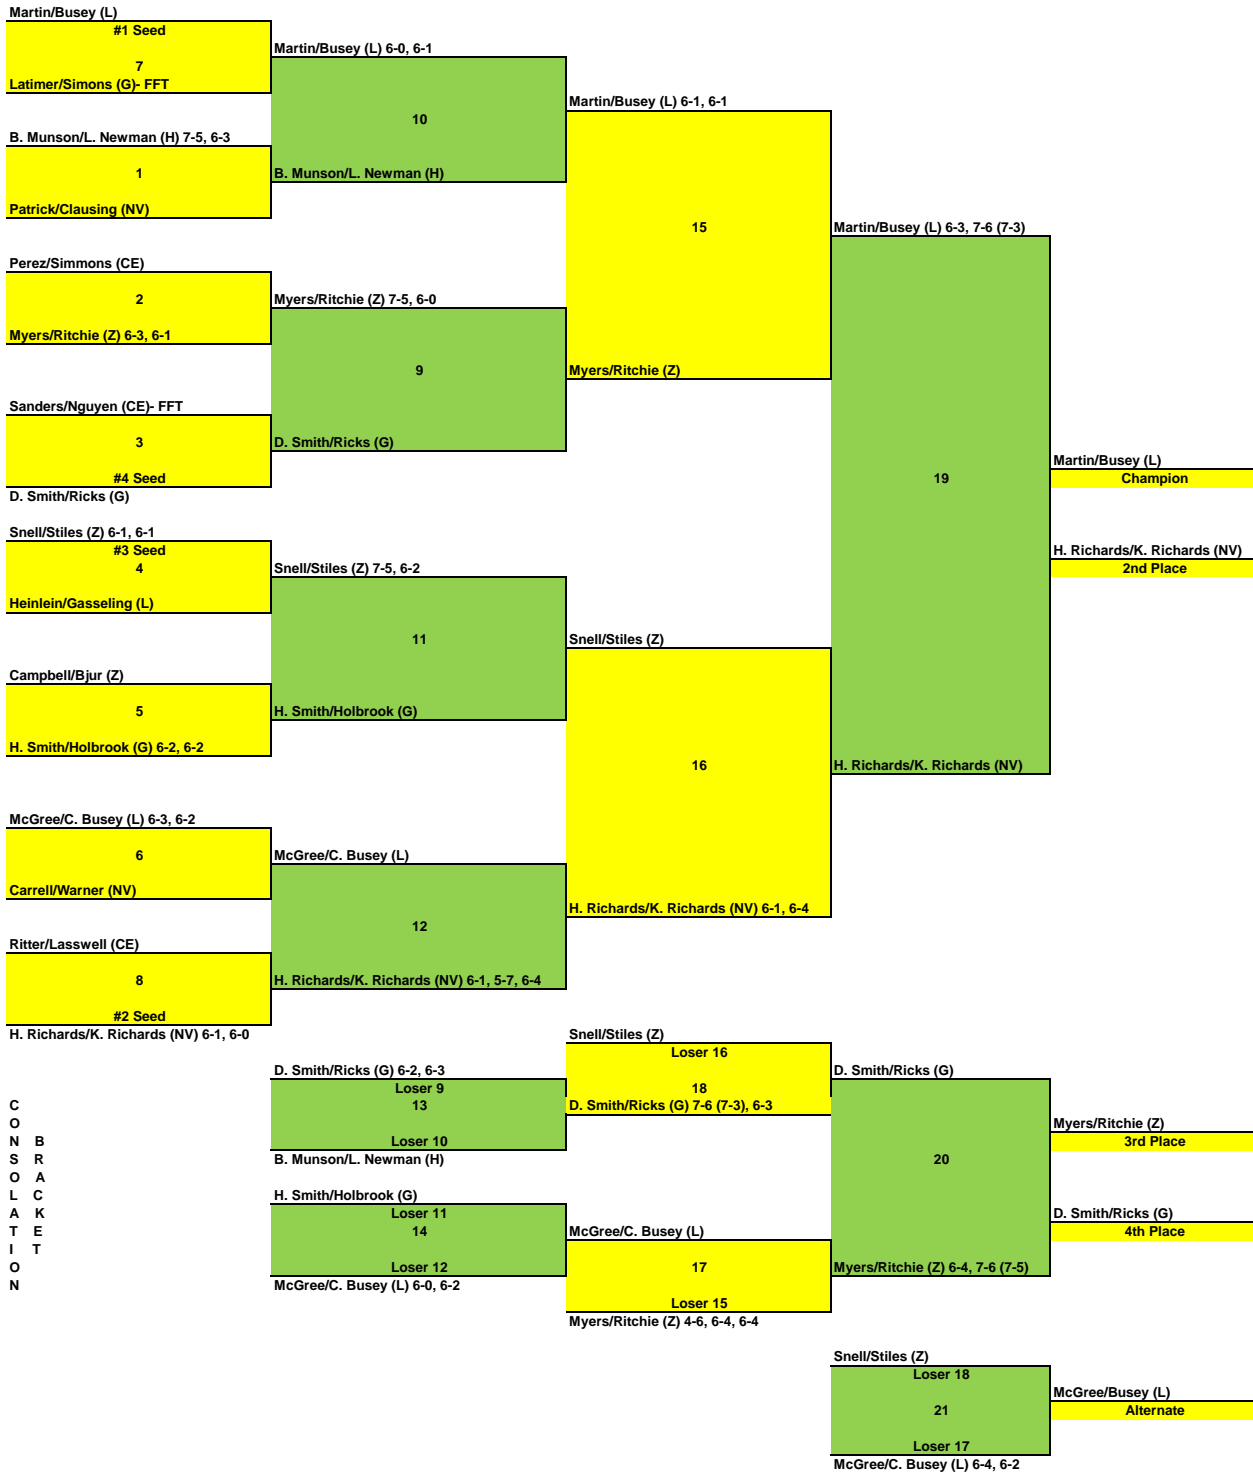 Martin/Busey (L)
#1 Seed
7
Latimer/Simons (G)- FFT
B. Munson/L. Newman (H) 7-5, 6-3
1
Patrick/Clausing (NV)
Perez/Simmons (CE)
2
Myers/Ritchie (Z) 6-3, 6-1
Sanders/Nguyen (CE)- FFT
3
#4 Seed
D. Smith/Ricks (G)
Snell/Stiles (Z) 6-1, 6-1
#3 Seed
4
Heinlein/Gasseling (L)
Campbell/Bjur (Z)
5
H. Smith/Holbrook (G) 6-2, 6-2
McGree/C. Busey (L) 6-3, 6-2
6
Carrell/Warner (NV)
Ritter/Lasswell (CE)
8
#2 Seed
H. Richards/K. Richards (NV) 6-1, 6-0
Martin/Busey (L) 6-0, 6-1
10
B. Munson/L. Newman (H)
Myers/Ritchie (Z) 7-5, 6-0
9
D. Smith/Ricks (G)
Snell/Stiles (Z) 7-5, 6-2
11
H. Smith/Holbrook (G)
McGree/C. Busey (L)
12
H. Richards/K. Richards (NV) 6-1, 5-7, 6-4
Martin/Busey (L) 6-1, 6-1
15
Myers/Ritchie (Z)
Snell/Stiles (Z)
16
H. Richards/K. Richards (NV) 6-1, 6-4
Martin/Busey (L) 6-3, 7-6 (7-3)
19
H. Richards/K. Richards (NV)
Martin/Busey (L)
Champion
H. Richards/K. Richards (NV)
2nd Place
CONSOLATION
BRACKET
D. Smith/Ricks (G) 6-2, 6-3
Loser 9
13
Loser 10
B. Munson/L. Newman (H)
H. Smith/Holbrook (G)
Loser 11
14
Loser 12
McGree/C. Busey (L) 6-0, 6-2
Snell/Stiles (Z)
Loser 16
18
D. Smith/Ricks (G) 7-6 (7-3), 6-3
McGree/C. Busey (L)
17
Loser 15
Myers/Ritchie (Z) 4-6, 6-4, 6-4
D. Smith/Ricks (G)
20
Myers/Ritchie (Z) 6-4, 7-6 (7-5)
Myers/Ritchie (Z)
3rd Place
D. Smith/Ricks (G)
4th Place
Snell/Stiles (Z)
Loser 18
21
Loser 17
McGree/C. Busey (L) 6-4, 6-2
McGree/Busey (L)
Alternate